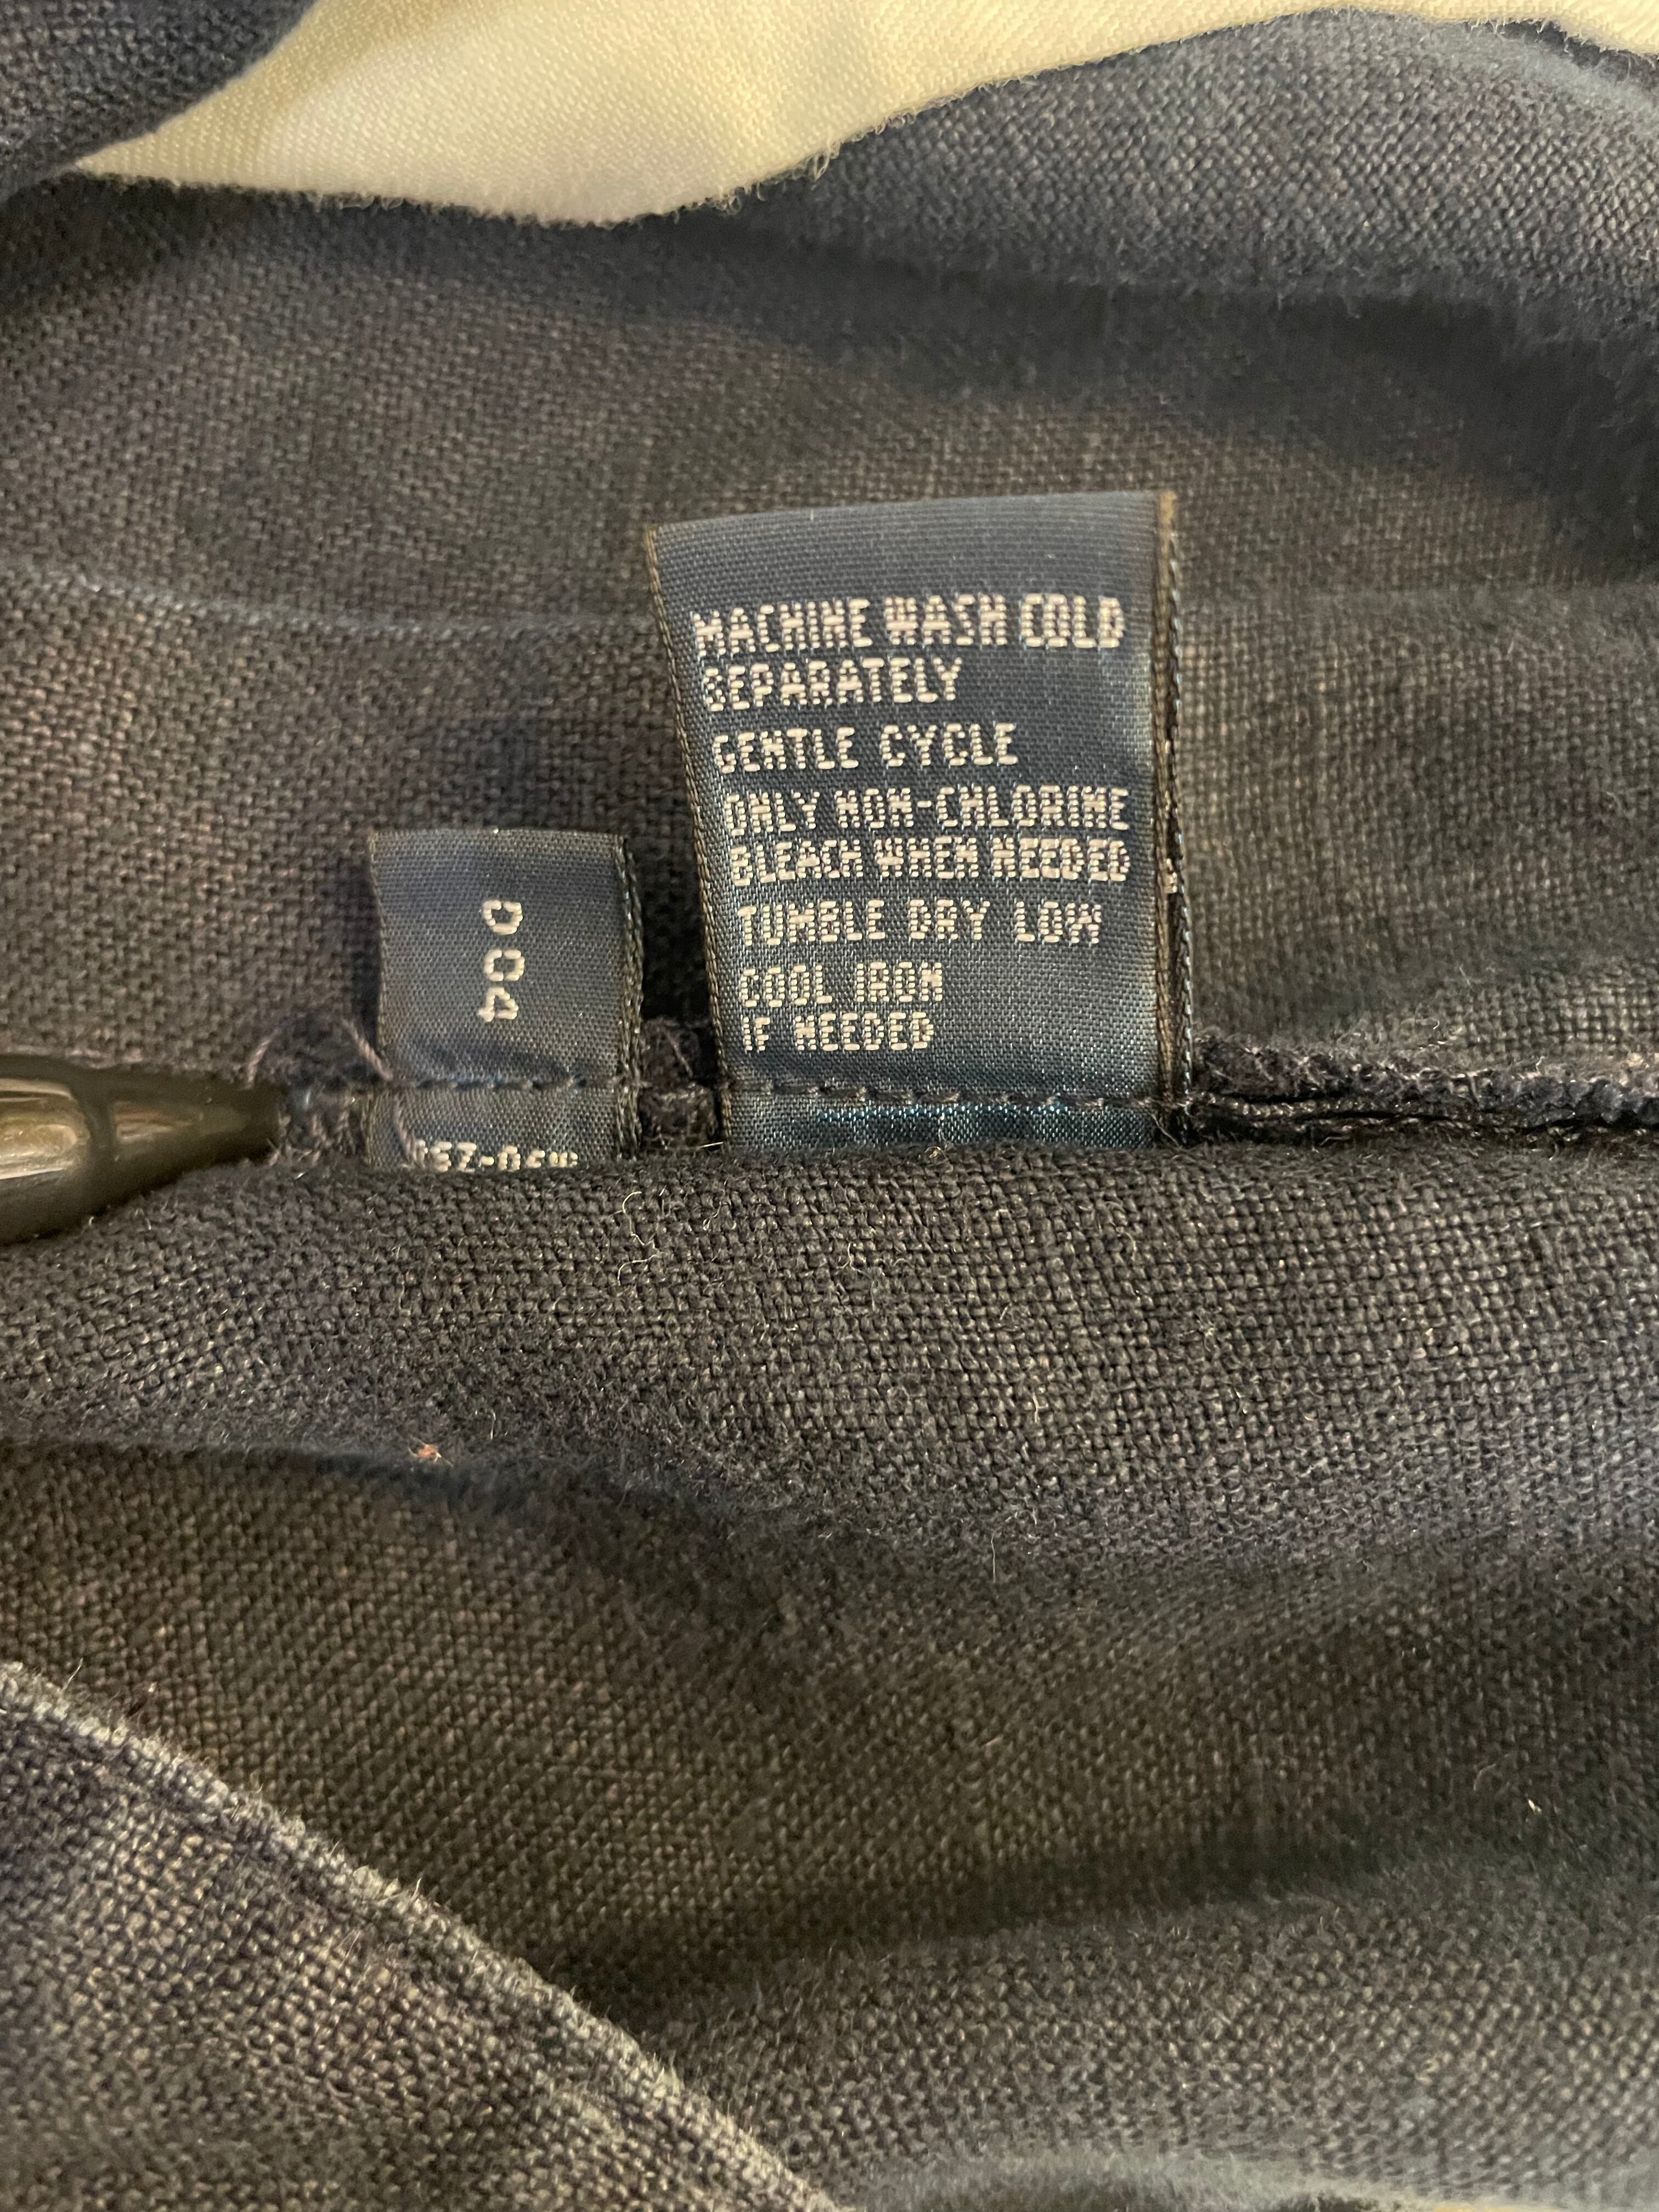 MACHINE WASH COLD
SEPARATELY
GENTLE CYCLE
ONLY NON-CHLORINE
BLEACH WHEN NEEDED
TUMBLE DRY LOW
COOL IRON
IF NEEDED
D04